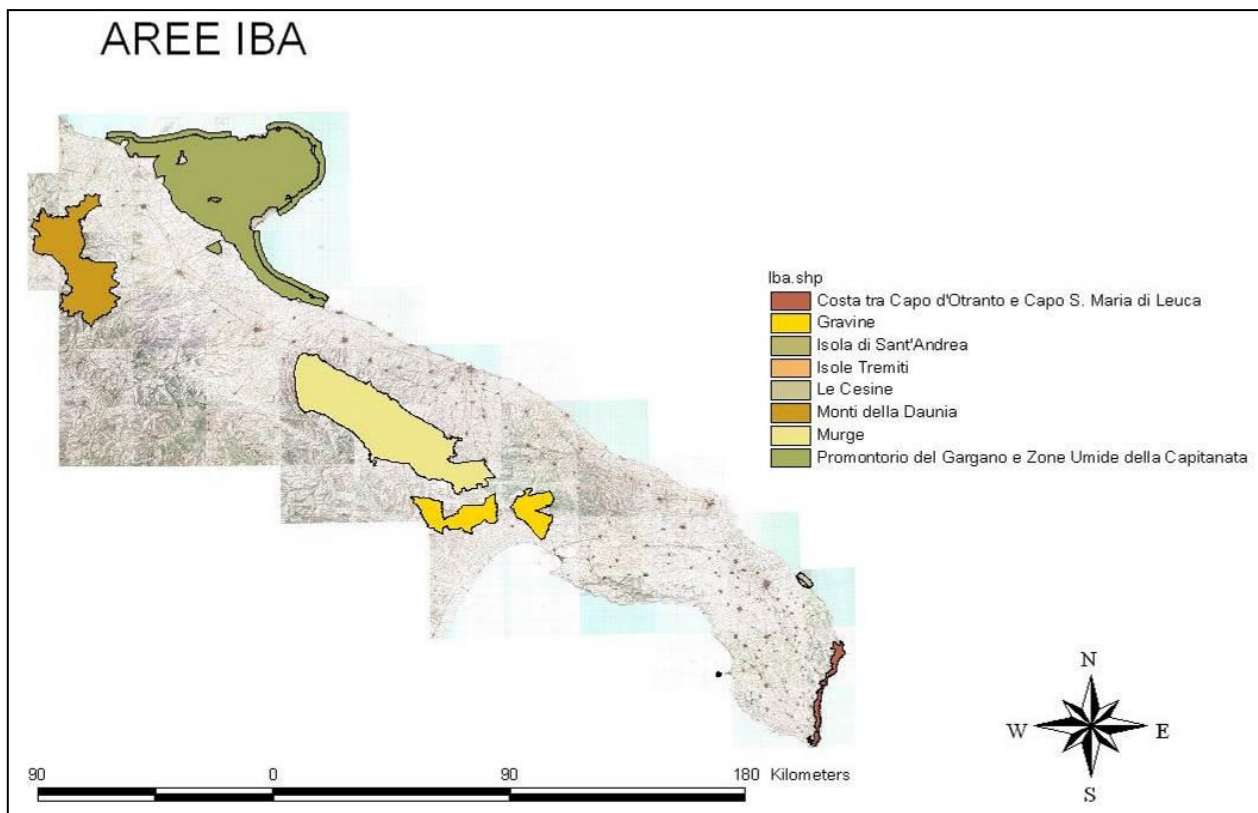 AREE IBA
Iba.shp
Costa tra Capo d'Otranto e Capo S. Maria di Leuca
Gravine
Isola di Sant'Andrea
Isole Tremiti
Le Cesine
Monti della Daunia
Murge
Promontorio del Gargano e Zone Umide della Capitanata
N
W E
S
90 0 90 180 Kilometers